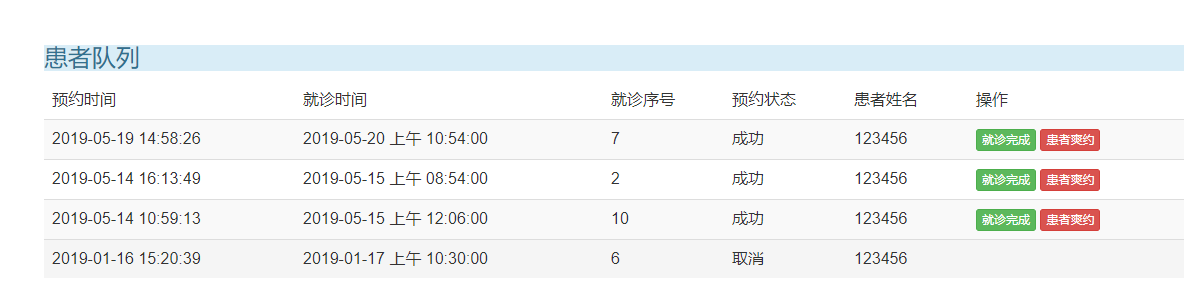 患者队列
预约时间 就诊时间 就诊序号 预约状态 患者姓名 操作
2019-05-19 14:58:26 2019-05-20 上午 10:54:00 7 成功 123456 就诊完成 患者爽约
2019-05-14 16:13:49 2019-05-15 上午 08:54:00 2 成功 123456 就诊完成 患者爽约
2019-05-14 10:59:13 2019-05-15 上午 12:06:00 10 成功 123456 就诊完成 患者爽约
2019-01-16 15:20:39 2019-01-17 上午 10:30:00 6 取消 123456